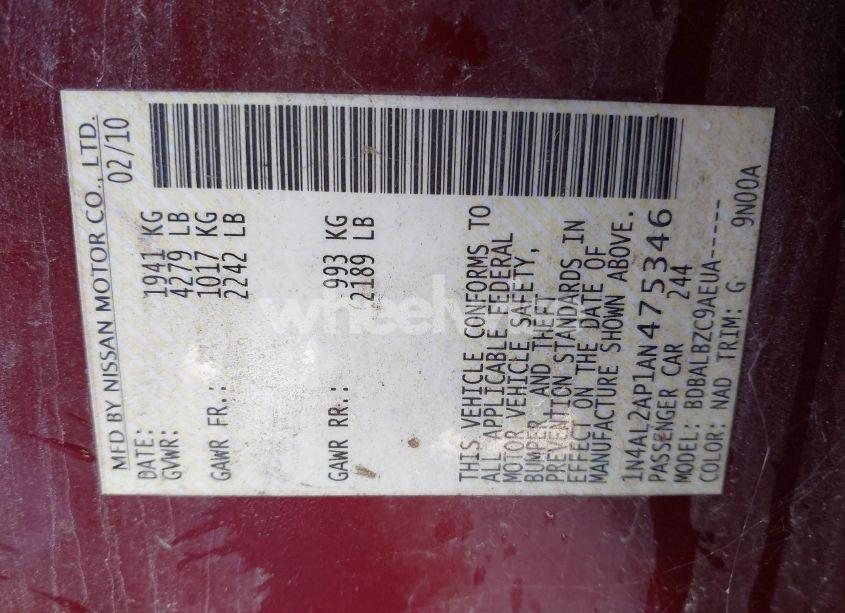 MFD BY NISSAN MOTOR CO., LTD.
DATE: 02/10
GVWR: 1941 KG
4279 LB
GAWR FR.: 1017 KG
2242 LB
GAWR RR.: 993 KG
2189 LB
THIS VEHICLE CONFORMS TO
ALL APPLICABLE FEDERAL
MOTOR VEHICLE SAFETY,
BUMPER AND THEFT
PREVENTION STANDARDS IN
EFFECT ON THE DATE OF
MANUFACTURE SHOWN ABOVE.
1N4AL2AP1AN475346
PASSENGER CAR 244
MODEL: BDBALBZC9AEUA-----
COLOR: NAD TRIM: G 9N00A